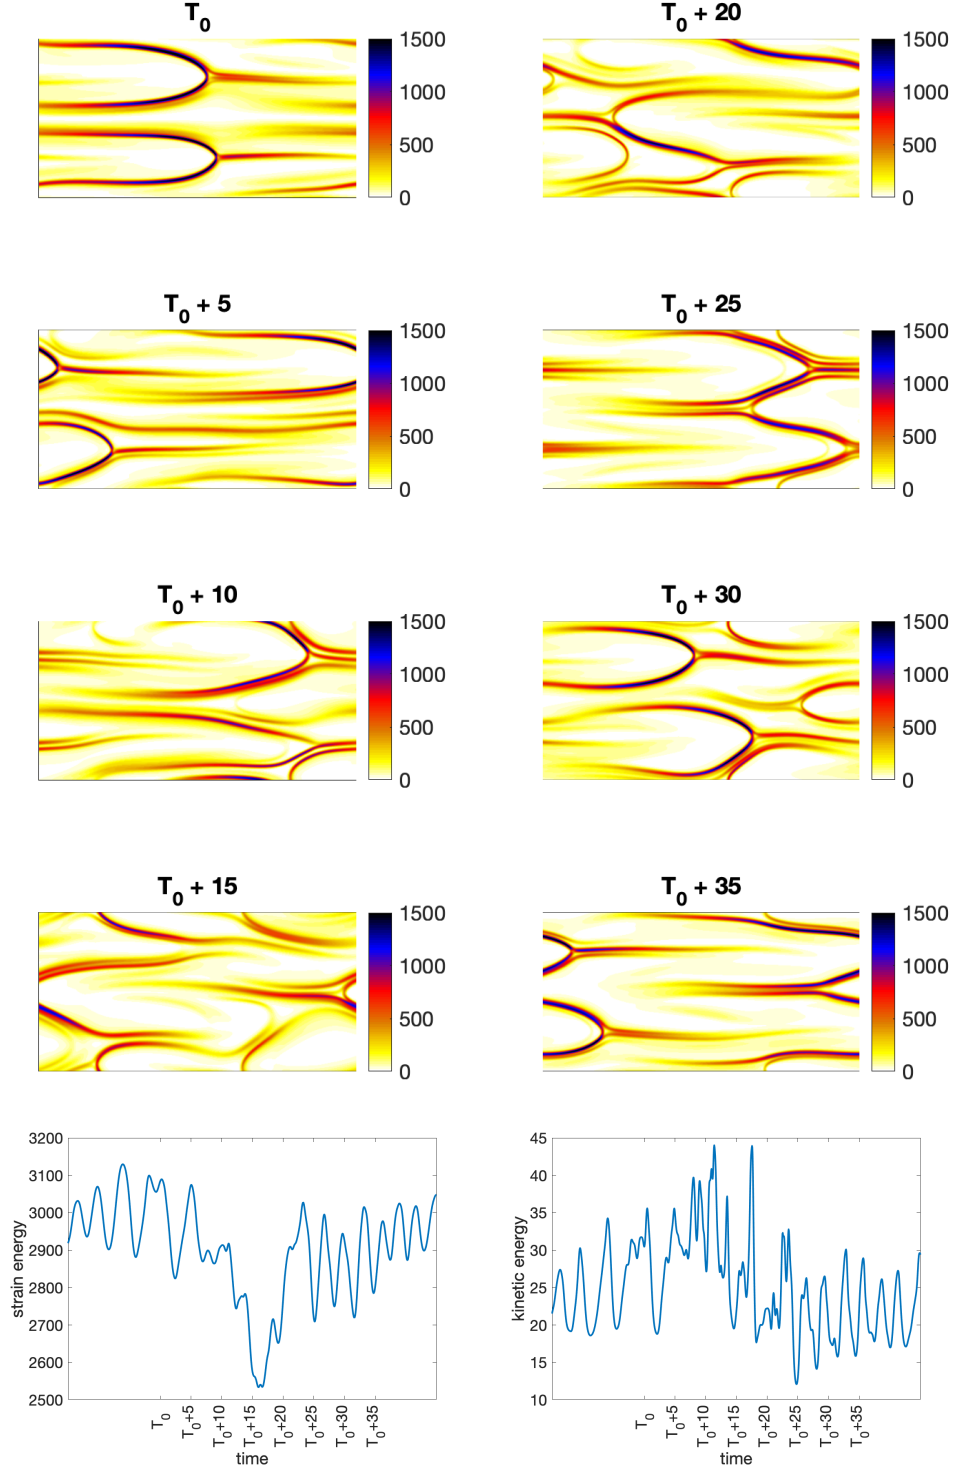 T0
1500
1000
500
0
T0 + 20
1500
1000
500
0
T0 + 5
1500
1000
500
0
T0 + 25
1500
1000
500
0
T0 + 10
1500
1000
500
0
T0 + 30
1500
1000
500
0
T0 + 15
1500
1000
500
0
T0 + 35
1500
1000
500
0
strain energy
3200
3100
3000
2900
2800
2700
2600
2500
T0
T0+5
T0+10
T0+15
T0+20
T0+25
T0+30
T0+35
time
kinetic energy
45
40
35
30
25
20
15
10
T0
T0+5
T0+10
T0+15
T0+20
T0+25
T0+30
T0+35
time